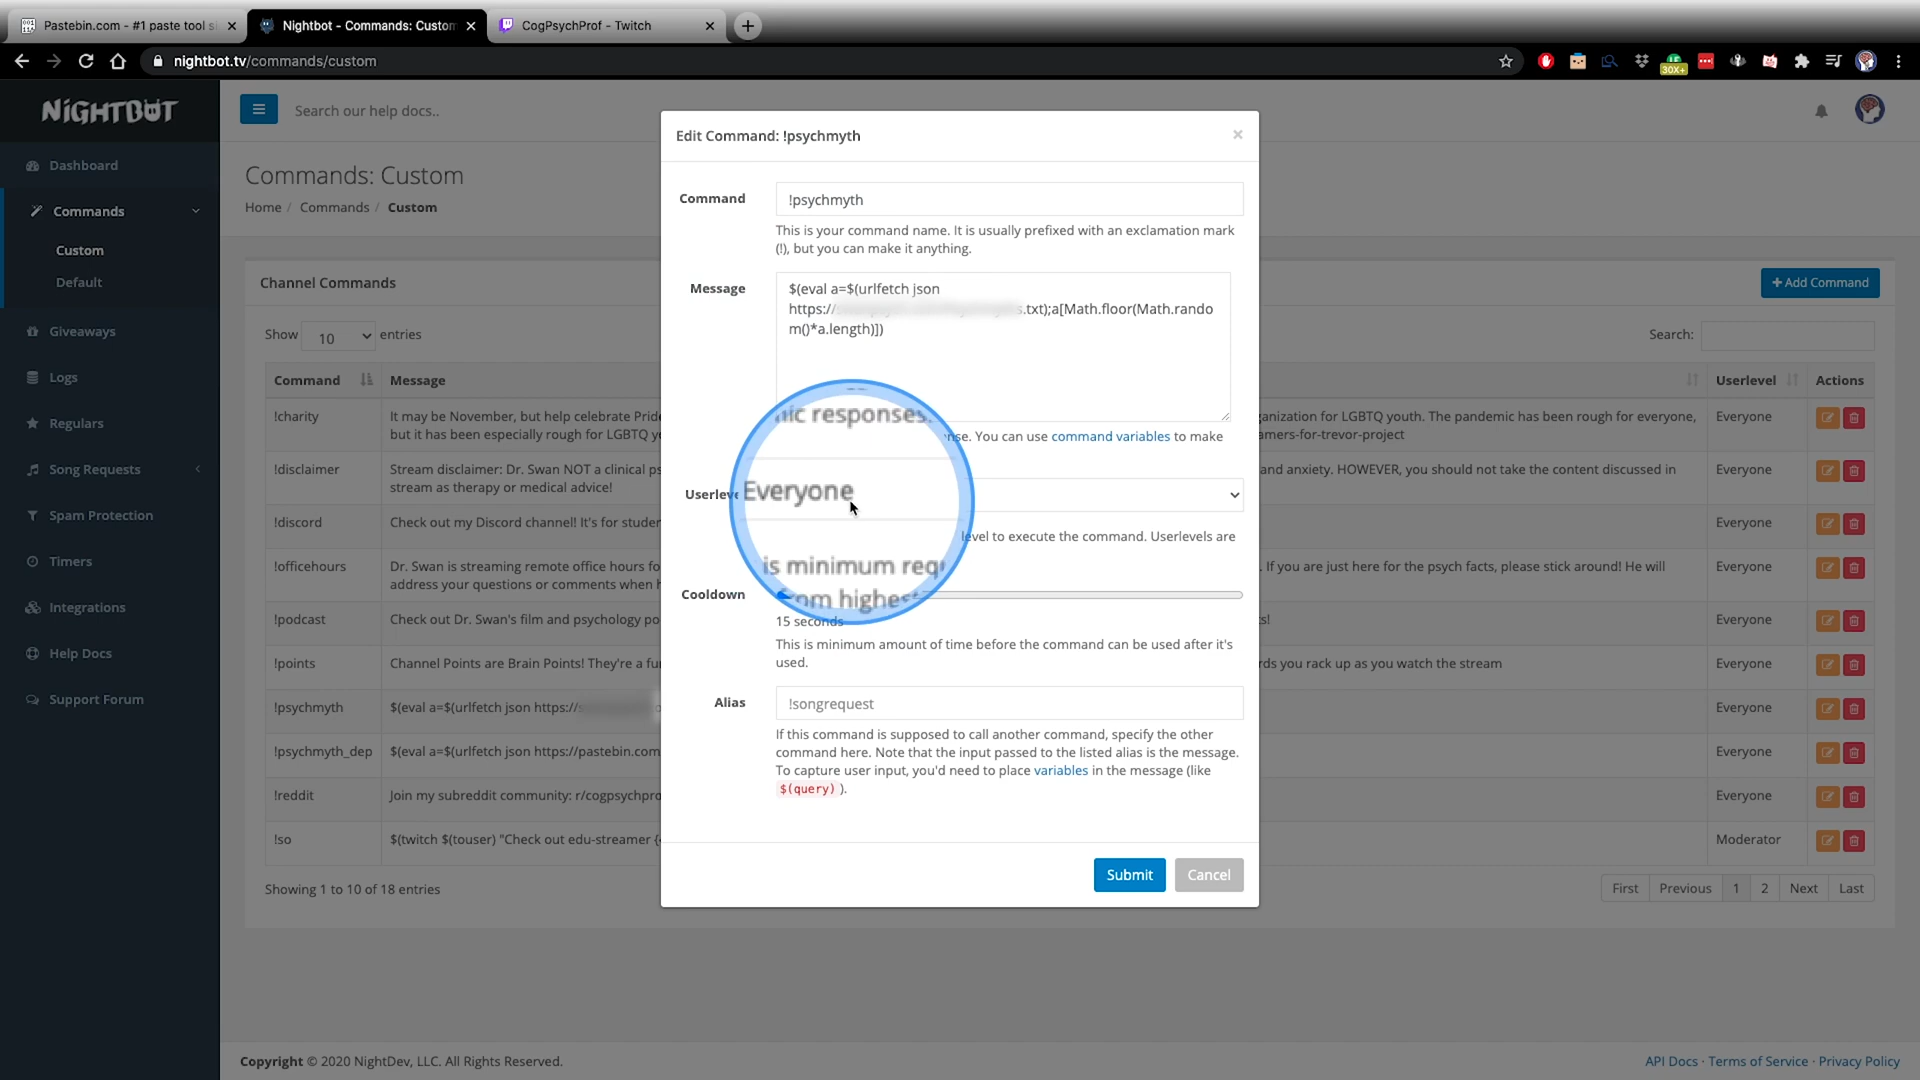 Pastebin.com - #1 paste tool s
Nightbot - Commands: Custom
CogPsychProf - Twitch
nightbot.tv/commands/custom
30X+
NiGHTBOT
Search our help docs..
Dashboard
Commands
Custom
Default
Giveaways
Logs
Regulars
Song Requests
Spam Protection
Timers
Integrations
Help Docs
Support Forum
Commands: Custom
Home / Commands / Custom
Channel Commands
+ Add Command
Show 10 entries
Search:
Command Message Userlevel Actions
!charity It may be November, but help celebrate Pride
but it has been especially rough for LGBTQ yo
ganization for LGBTQ youth. The pandemic has been rough for everyone,
amers-for-trevor-project
Everyone
!disclaimer Stream disclaimer: Dr. Swan NOT a clinical ps
stream as therapy or medical advice!
and anxiety. HOWEVER, you should not take the content discussed in
Everyone
!discord Check out my Discord channel! It's for studen
Everyone
!officehours Dr. Swan is streaming remote office hours fo
address your questions or comments when h
. If you are just here for the psych facts, please stick around! He will
Everyone
!podcast Check out Dr. Swan's film and psychology po
ts!
Everyone
!points Channel Points are Brain Points! They're a fu
rds you rack up as you watch the stream
Everyone
!psychmyth $(eval a=$(urlfetch json https://
Everyone
!psychmyth_dep $(eval a=$(urlfetch json https://pastebin.com
Everyone
!reddit Join my subreddit community: r/cogpsychpro
Everyone
!so $(twitch $(touser) "Check out edu-streamer {
Moderator
Showing 1 to 10 of 18 entries
First Previous 1 2 Next Last
Edit Command: !psychmyth
×
Command
!psychmyth
This is your command name. It is usually prefixed with an exclamation mark
(!), but you can make it anything.
Message
$(eval a=$(urlfetch json
https:// .txt);a[Math.floor(Math.rando
m()*a.length)])
nse. You can use command variables to make
nic responses.
Userleve Everyone
level to execute the command. Userlevels are
is minimum requ
om highest
Cooldown
15 seconds
This is minimum amount of time before the command can be used after it's
used.
Alias
!songrequest
If this command is supposed to call another command, specify the other
command here. Note that the input passed to the listed alias is the message.
To capture user input, you'd need to place variables in the message (like
$(query) ).
Submit
Cancel
Copyright © 2020 NightDev, LLC. All Rights Reserved.
API Docs · Terms of Service · Privacy Policy